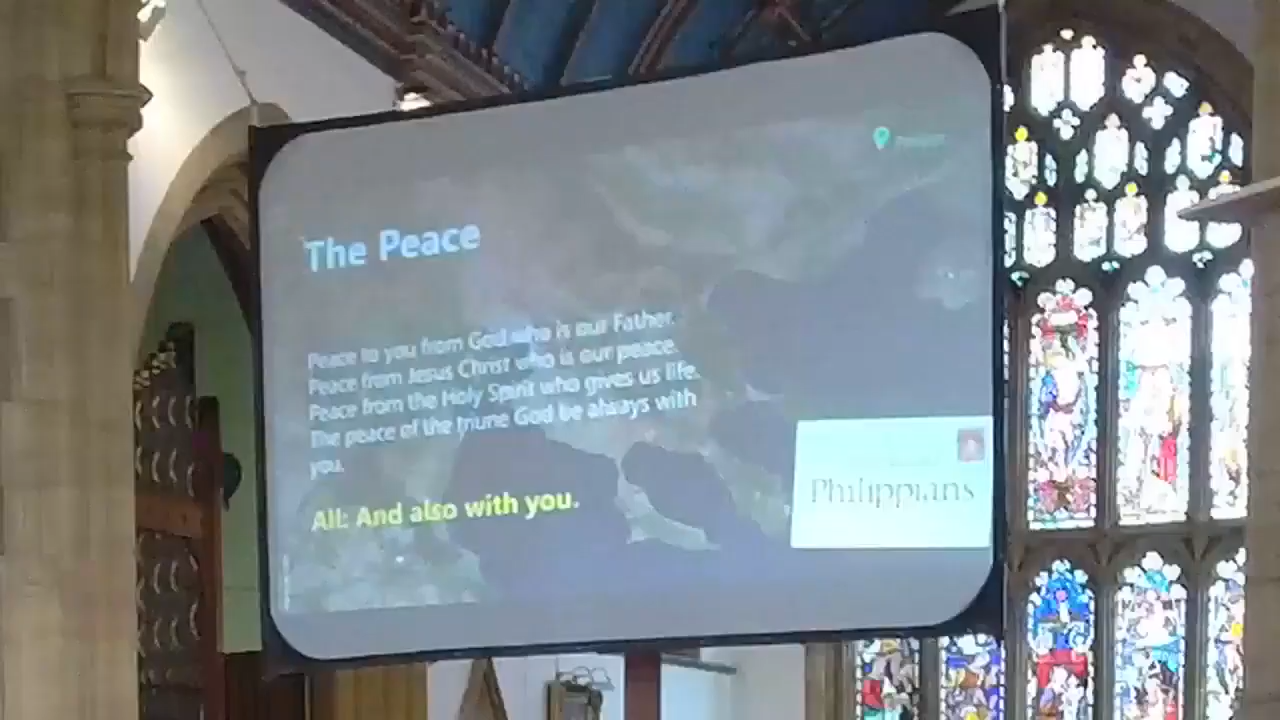 The Peace
Peace to you from God who is our Father.
Peace from Jesus Christ who is our peace.
Peace from the Holy Spirit who gives us life.
The peace of the triune God be always with
you.
All: And also with you.
Philippians